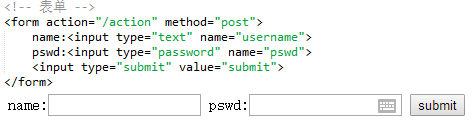 <!-- 表单 -->
<form action="/action" method="post">
name:<input type="text" name="username">
pswd:<input type="password" name="pswd">
<input type="submit" value="submit">
</form>
name: pswd: submit